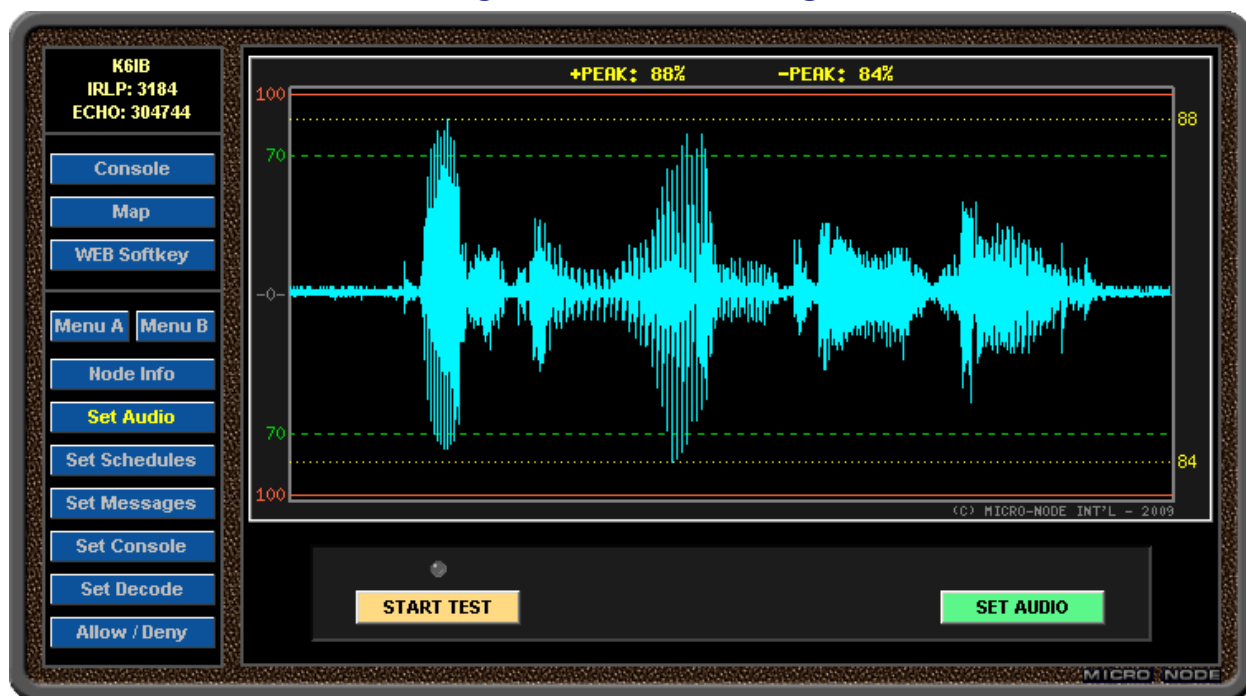 K6IB
IRLP: 3184
ECHO: 304744
Console
Map
WEB Softkey
Menu A Menu B
Node Info
Set Audio
Set Schedules
Set Messages
Set Console
Set Decode
Allow / Deny
+PEAK: 88% -PEAK: 84%
100
88
70
-0-
70
84
100
(C) MICRO-NODE INT'L - 2009
START TEST SET AUDIO
MICRO NODE